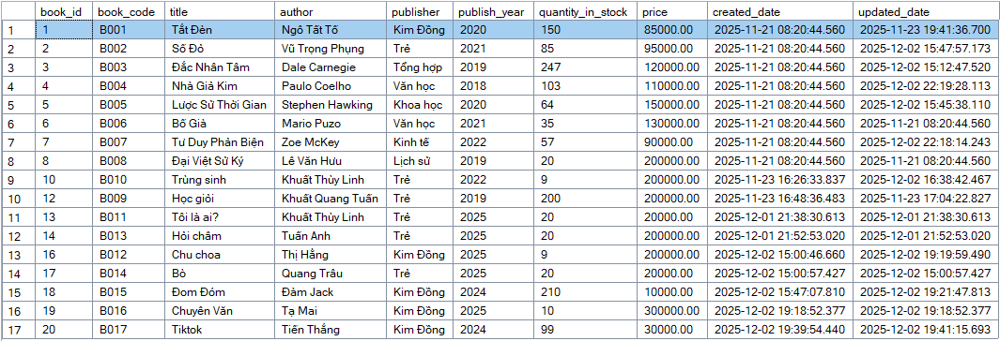 book_id book_code title author publisher publish_year quantity_in_stock price created_date updated_date
1 1 B001 Tắt Đèn Ngô Tất Tố Kim Đồng 2020 150 85000.00 2025-11-21 08:20:44.560 2025-11-23 19:41:36.700
2 2 B002 Số Đỏ Vũ Trọng Phụng Trẻ 2021 85 95000.00 2025-11-21 08:20:44.560 2025-12-02 15:47:57.173
3 3 B003 Đắc Nhân Tâm Dale Carnegie Tổng hợp 2019 247 120000.00 2025-11-21 08:20:44.560 2025-12-02 15:12:47.520
4 4 B004 Nhà Giả Kim Paulo Coelho Văn học 2018 103 110000.00 2025-11-21 08:20:44.560 2025-12-02 22:19:28.113
5 5 B005 Lược Sử Thời Gian Stephen Hawking Khoa học 2020 64 150000.00 2025-11-21 08:20:44.560 2025-12-02 15:45:38.110
6 6 B006 Bố Già Mario Puzo Văn học 2021 35 130000.00 2025-11-21 08:20:44.560 2025-11-21 08:20:44.560
7 7 B007 Tư Duy Phản Biện Zoe McKey Kinh tế 2022 57 90000.00 2025-11-21 08:20:44.560 2025-12-02 22:18:14.243
8 8 B008 Đại Việt Sử Ký Lê Văn Hưu Lịch sử 2019 20 200000.00 2025-11-21 08:20:44.560 2025-11-21 08:20:44.560
9 10 B010 Trùng sinh Khuất Thùy Linh Trẻ 2022 9 200000.00 2025-11-23 16:26:33.837 2025-12-02 16:38:42.467
10 12 B009 Học giỏi Khuất Quang Tuấn Trẻ 2019 200 200000.00 2025-11-23 16:48:36.483 2025-11-23 17:04:22.827
11 13 B011 Tôi là ai? Khuất Thùy Linh Trẻ 2025 20 20000.00 2025-12-01 21:38:30.613 2025-12-01 21:38:30.613
12 14 B013 Hỏi châm Tuấn Anh Trẻ 2025 20 20000.00 2025-12-01 21:52:53.020 2025-12-01 21:52:53.020
13 16 B012 Chu choa Thị Hằng Kim Đồng 2025 9 200000.00 2025-12-02 15:00:46.660 2025-12-02 19:19:59.490
14 17 B014 Bò Quang Trâu Trẻ 2025 20 20000.00 2025-12-02 15:00:57.427 2025-12-02 15:00:57.427
15 18 B015 Đom Đóm Đàm Jack Kim Đồng 2024 210 10000.00 2025-12-02 15:47:07.810 2025-12-02 19:21:47.813
16 19 B016 Chuyên Văn Tạ Mai Kim Đồng 2025 10 300000.00 2025-12-02 19:18:52.377 2025-12-02 19:18:52.377
17 20 B017 Tiktok Tiến Thắng Kim Đồng 2024 99 30000.00 2025-12-02 19:39:54.440 2025-12-02 19:41:15.693